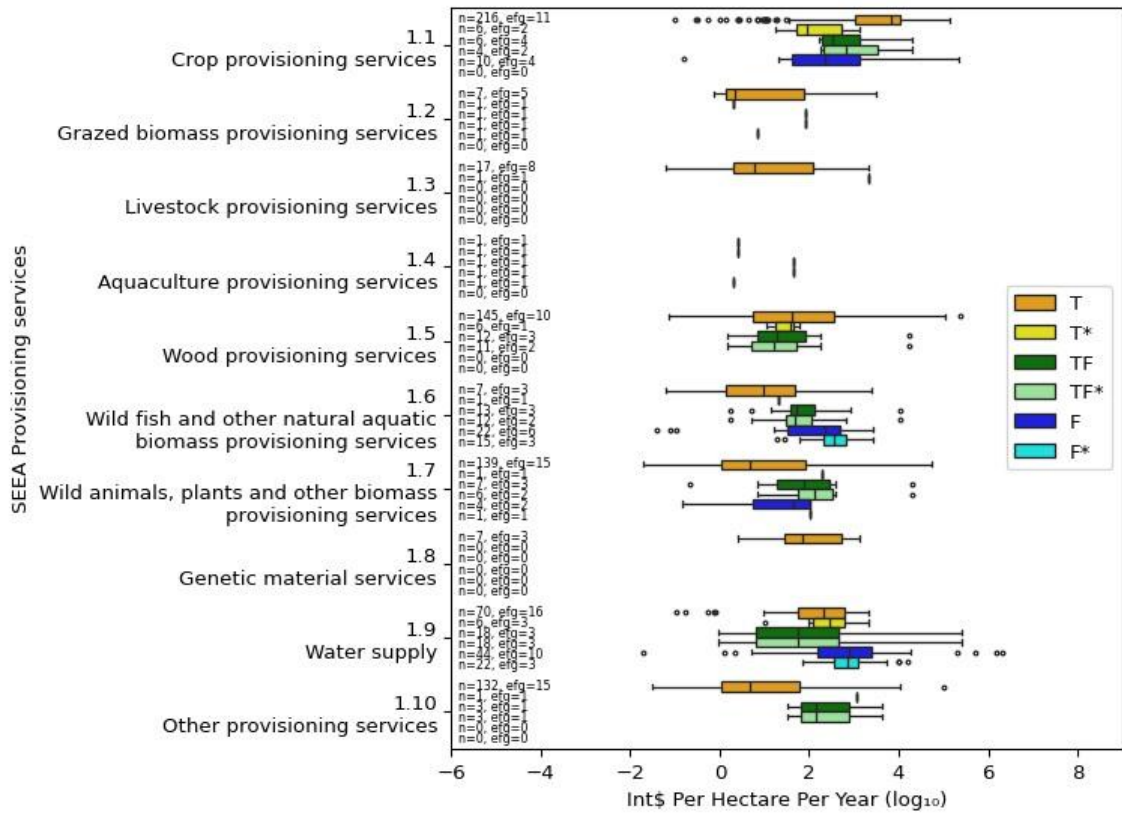 SEEA Provisioning services
1.1
Crop provisioning services
n=216, efg=11
n=6, efg=2
n=6, efg=4
n=4, efg=2
n=10, efg=4
n=0, efg=0
1.2
Grazed biomass provisioning services
n=7, efg=5
n=1, efg=1
n=1, efg=1
n=1, efg=1
n=1, efg=1
n=0, efg=0
1.3
Livestock provisioning services
n=17, efg=8
n=1, efg=1
n=0, efg=0
n=0, efg=0
n=0, efg=0
n=0, efg=0
1.4
Aquaculture provisioning services
n=1, efg=1
n=1, efg=1
n=1, efg=1
n=1, efg=1
n=1, efg=1
n=0, efg=0
1.5
Wood provisioning services
n=145, efg=10
n=6, efg=1
n=12, efg=3
n=11, efg=2
n=0, efg=0
n=0, efg=0
1.6
Wild fish and other natural aquatic
biomass provisioning services
n=7, efg=3
n=1, efg=1
n=13, efg=3
n=12, efg=2
n=22, efg=6
n=15, efg=3
1.7
Wild animals, plants and other biomass
provisioning services
n=139, efg=15
n=1, efg=1
n=7, efg=3
n=6, efg=2
n=4, efg=2
n=1, efg=1
1.8
Genetic material services
n=7, efg=3
n=0, efg=0
n=0, efg=0
n=0, efg=0
n=0, efg=0
n=0, efg=0
1.9
Water supply
n=70, efg=16
n=6, efg=3
n=18, efg=3
n=18, efg=3
n=44, efg=10
n=22, efg=3
1.10
Other provisioning services
n=132, efg=15
n=1, efg=1
n=3, efg=1
n=3, efg=1
n=0, efg=0
n=0, efg=0
T
T*
TF
TF*
F
F*
−6 −4 −2 0 2 4 6 8
Int$ Per Hectare Per Year (log₁₀)